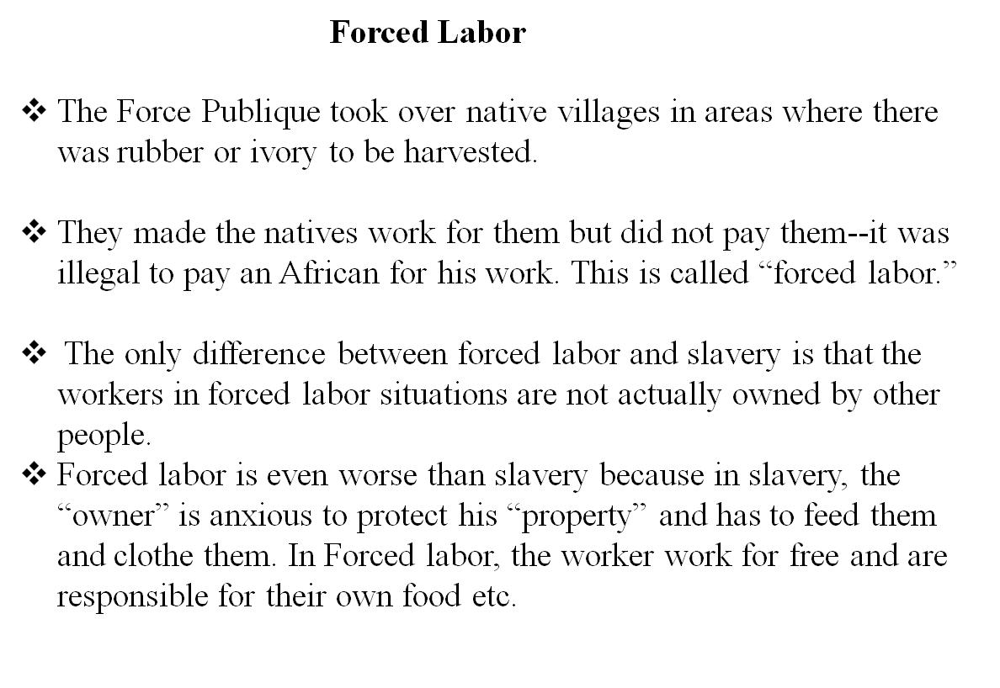 Forced Labor
❖ The Force Publique took over native villages in areas where there
was rubber or ivory to be harvested.
❖ They made the natives work for them but did not pay them--it was
illegal to pay an African for his work. This is called “forced labor.”
❖ The only difference between forced labor and slavery is that the
workers in forced labor situations are not actually owned by other
people.
❖ Forced labor is even worse than slavery because in slavery, the
“owner” is anxious to protect his “property” and has to feed them
and clothe them. In Forced labor, the worker work for free and are
responsible for their own food etc.